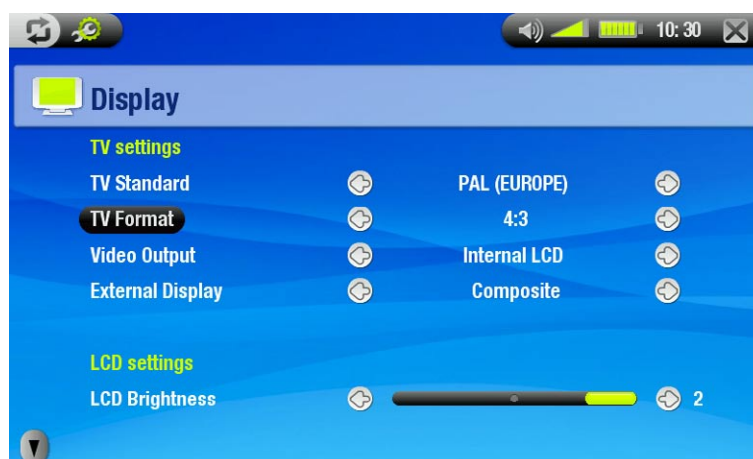 10:30
Display
TV settings
TV Standard PAL (EUROPE)
TV Format 4:3
Video Output Internal LCD
External Display Composite
LCD settings
LCD Brightness 2